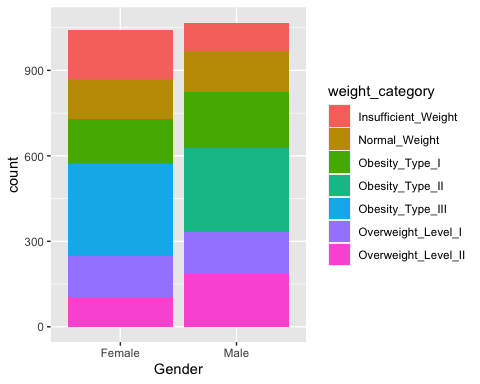 900
600
300
0
count
Female
Male
Gender
weight_category
Insufficient_Weight
Normal_Weight
Obesity_Type_I
Obesity_Type_II
Obesity_Type_III
Overweight_Level_I
Overweight_Level_II